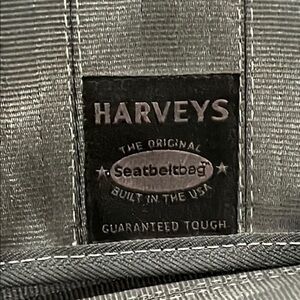 HARVEYS
THE ORIGINAL
Seatbeltbag
BUILT IN THE USA
GUARANTEED TOUGH